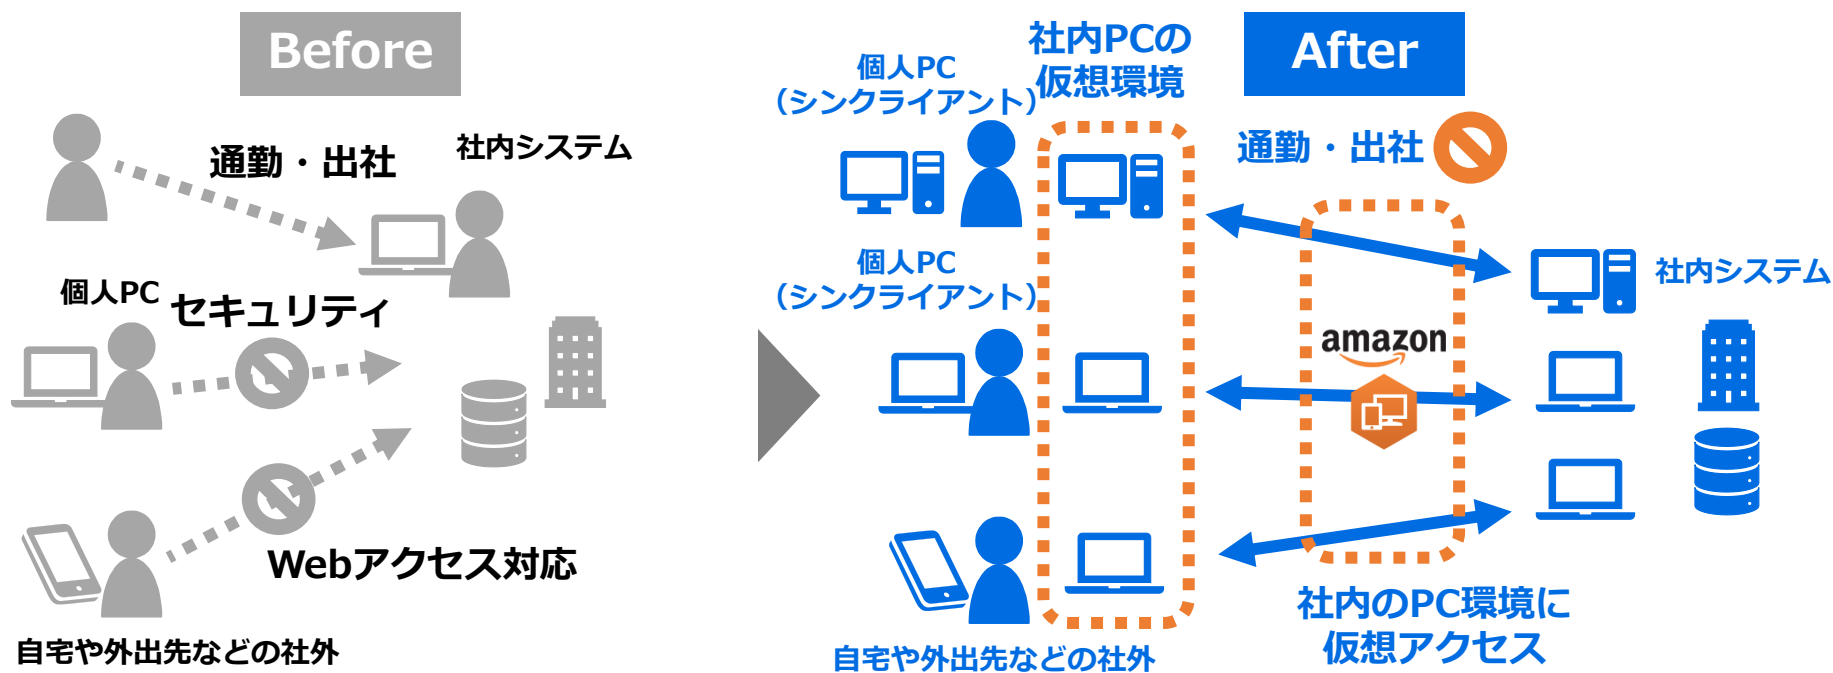 Before
通勤・出社
社内システム
個人PC
セキュリティ
Webアクセス対応
自宅や外出先などの社外
After
社内PCの
仮想環境
個人PC
（シンクライアント）
通勤・出社
個人PC
（シンクライアント）
社内システム
amazon
自宅や外出先などの社外
社内のPC環境に
仮想アクセス